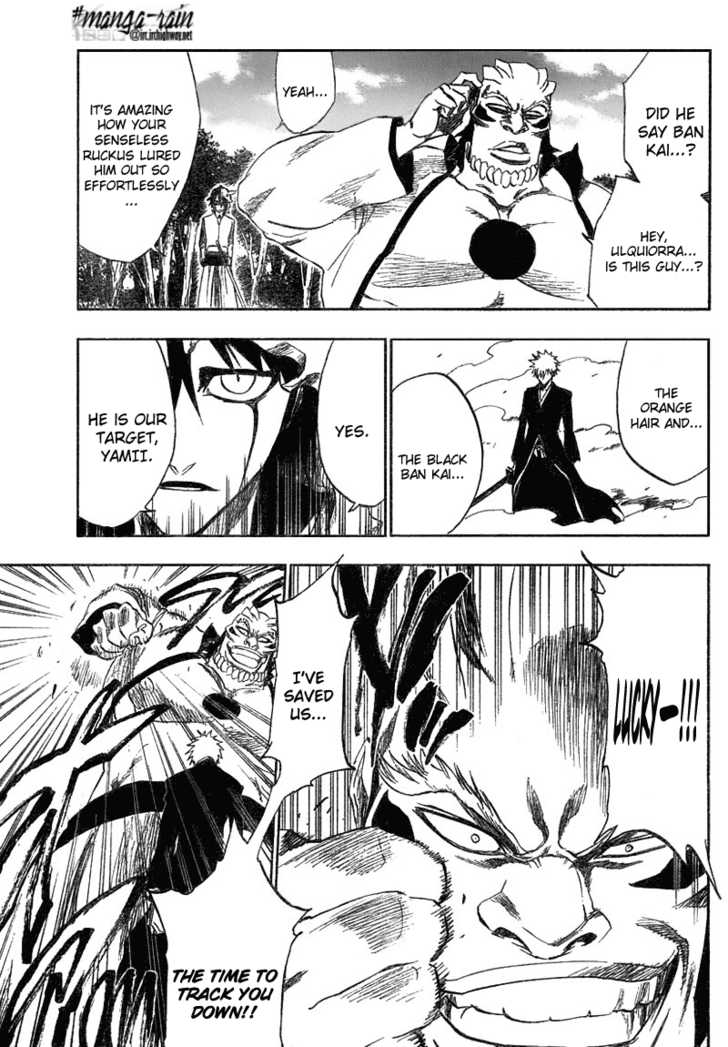 #manga-rain
@irc.irchighway.net
DID HE
SAY BAN
KAI...?
HEY,
ULQUIORRA...
IS THIS
GUY...?
YEAH...
IT'S AMAZING
HOW YOUR
SENSELESS
RUCKUS LURED
HIM OUT SO
EFFORTLESSLY
...
THE
ORANGE
HAIR AND...
THE BLACK
BAN KAI...
YES.
HE IS OUR
TARGET,
YAMII.
LUCKY-!!!
I'VE
SAVED
US...
THE TIME TO
TRACK YOU
DOWN!!